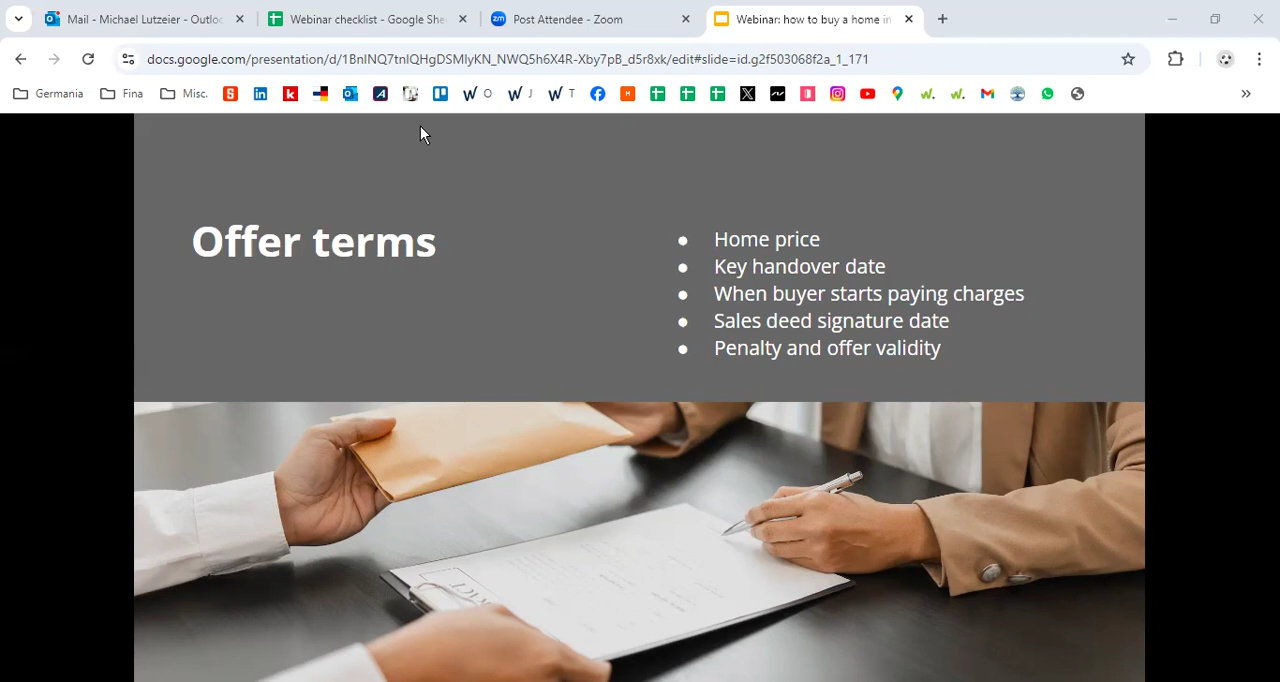 Mail - Michael Lutzeier - Outloo
Webinar checklist - Google She
Post Attendee - Zoom
Webinar: how to buy a home in
docs.google.com/presentation/d/1BnINQ7tnIQHgDSMIyKN_NWQ5h6X4R-Xby7pB_d5r8xk/edit#slide=id.g2f503068f2a_1_171
Germania
Fina
Misc.
O
J
T
Offer terms
● Home price
● Key handover date
● When buyer starts paying charges
● Sales deed signature date
● Penalty and offer validity